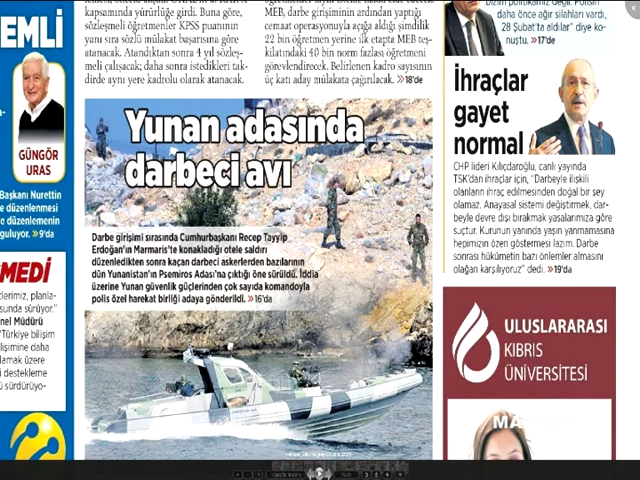 EMLİ
GÜNGÖR
URAS
Başkanı Nurettin
e düzenlenmesi
e düzenlemenin
guluyor. »9'da
MEDİ
tlerimiz, planla-
sunda sürüyor."
nel Müdürü
"Türkiye bilişim
ilişimine daha
lamak üzere
i destekleme
ü sürdürüyo-
kapsamında yürürlüğe girdi. Buna göre,
sözleşmeli öğretmenler KPSS puanının
yanı sıra sözlü mülakat başarısına göre
atanacak. Atandıktan sonra 4 yıl sözleş-
meli çalışacak; daha sonra istedikleri tak-
dirde aynı yere kadrolu olarak atanacak.
MEB, darbe girişiminin ardından yaptığı
cemaat operasyonuyla açığa aldığı şimdilik
22 bin öğretmen yerine ilk etapta MEB teş-
kilatındaki 40 bin norm fazlası öğretmeni
görevlendirecek. Belirlenen kadro sayısının
üç katı aday mülakata çağırılacak. »18'de
Yunan adasında
darbeci avı
Darbe girişimi sırasında Cumhurbaşkanı Recep Tayyip
Erdoğan'ın Marmaris'te konakladığı otele saldırı
düzenledikten sonra kaçan darbeci askerlerden bazılarının
dün Yunanistan'ın Psemiros Adası'na çıktığı öne sürüldü. İddia
üzerine Yunan güvenlik güçlerinden çok sayıda komandoyla
polis özel harekat birliği adaya gönderildi. »16'da
daha önce ağır silahları vardı,
28 Şubat'ta aldılar" diye ko-
nuştu. »17'de
İhraçlar
gayet
normal
CHP lideri Kılıçdaroğlu, canlı yayında
TSK'dan ihraçlar için, "Darbeyle ilişkili
olanların ihraç edilmesinden doğal bir şey
olamaz. Anayasal sistemi değiştirmek, dar-
beyle devre dışı bırakmak yasalarımıza göre
suçtur. Kurunun yanında yaşın yanmamasına
hepimizin özen göstermesi lazım. Darbe
sonrası hükümetin bazı önlemler almasını
olağan karşılıyoruz" dedi. »19'da
ULUSLARARASI
KIBRIS
ÜNİVERSİTESİ